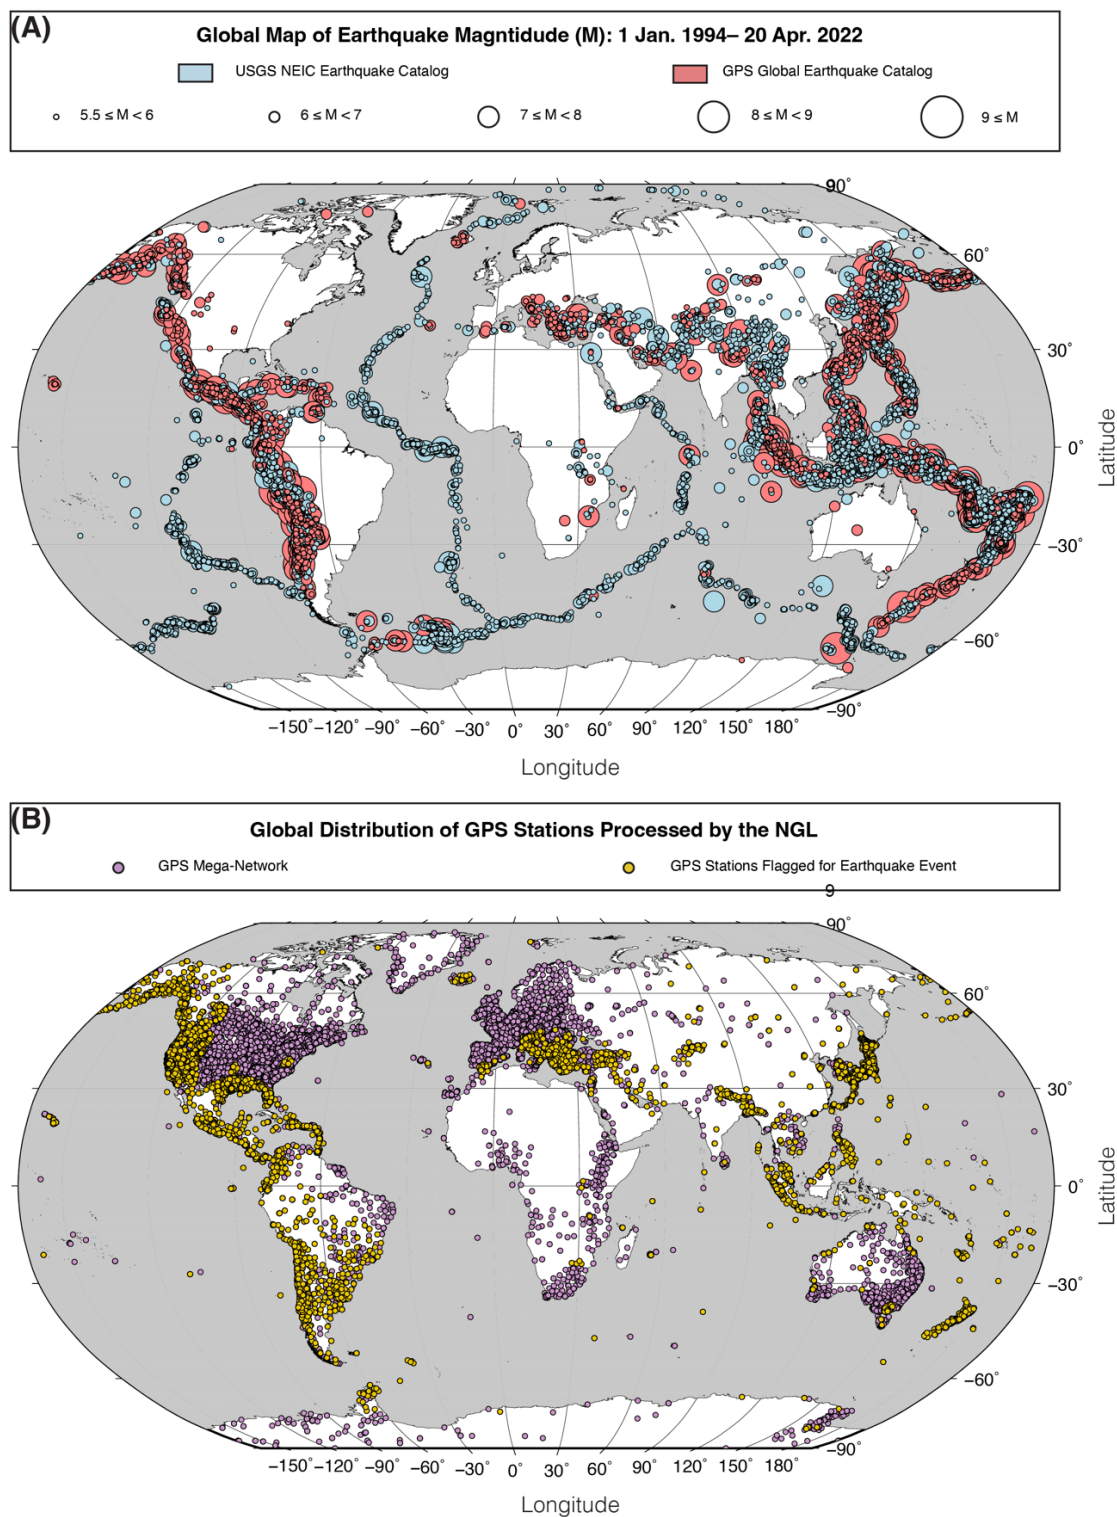 (A)
Global Map of Earthquake Magntidude (M): 1 Jan. 1994– 20 Apr. 2022
USGS NEIC Earthquake Catalog GPS Global Earthquake Catalog
5.5 ≤ M < 6 6 ≤ M < 7 7 ≤ M < 8 8 ≤ M < 9 9 ≤ M
90°
60°
30°
0°
−30°
−60°
−90°
Latitude
−150° −120° −90° −60° −30° 0° 30° 60° 90° 120° 150° 180°
Longitude
(B)
Global Distribution of GPS Stations Processed by the NGL
GPS Mega-Network GPS Stations Flagged for Earthquake Event
9
90°
60°
30°
0°
−30°
−60°
−90°
Latitude
−150° −120° −90° −60° −30° 0° 30° 60° 90° 120° 150° 180°
Longitude